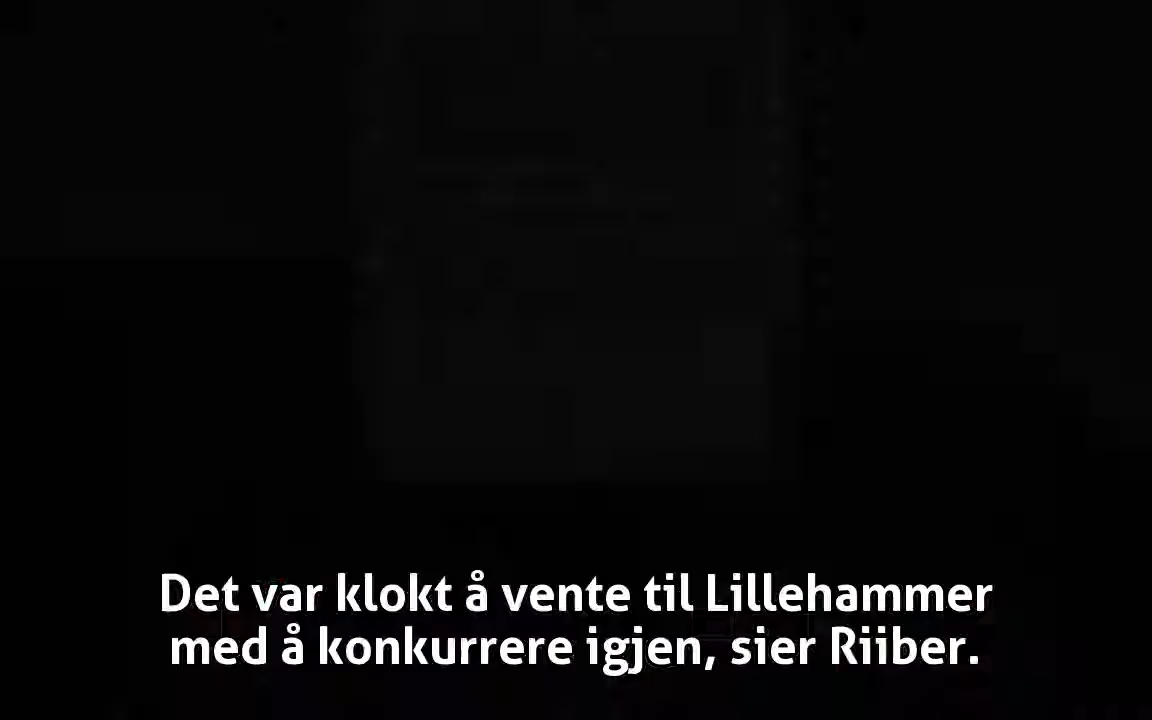 Det var klokt å vente til Lillehammer
med å konkurrere igjen, sier Riiber.